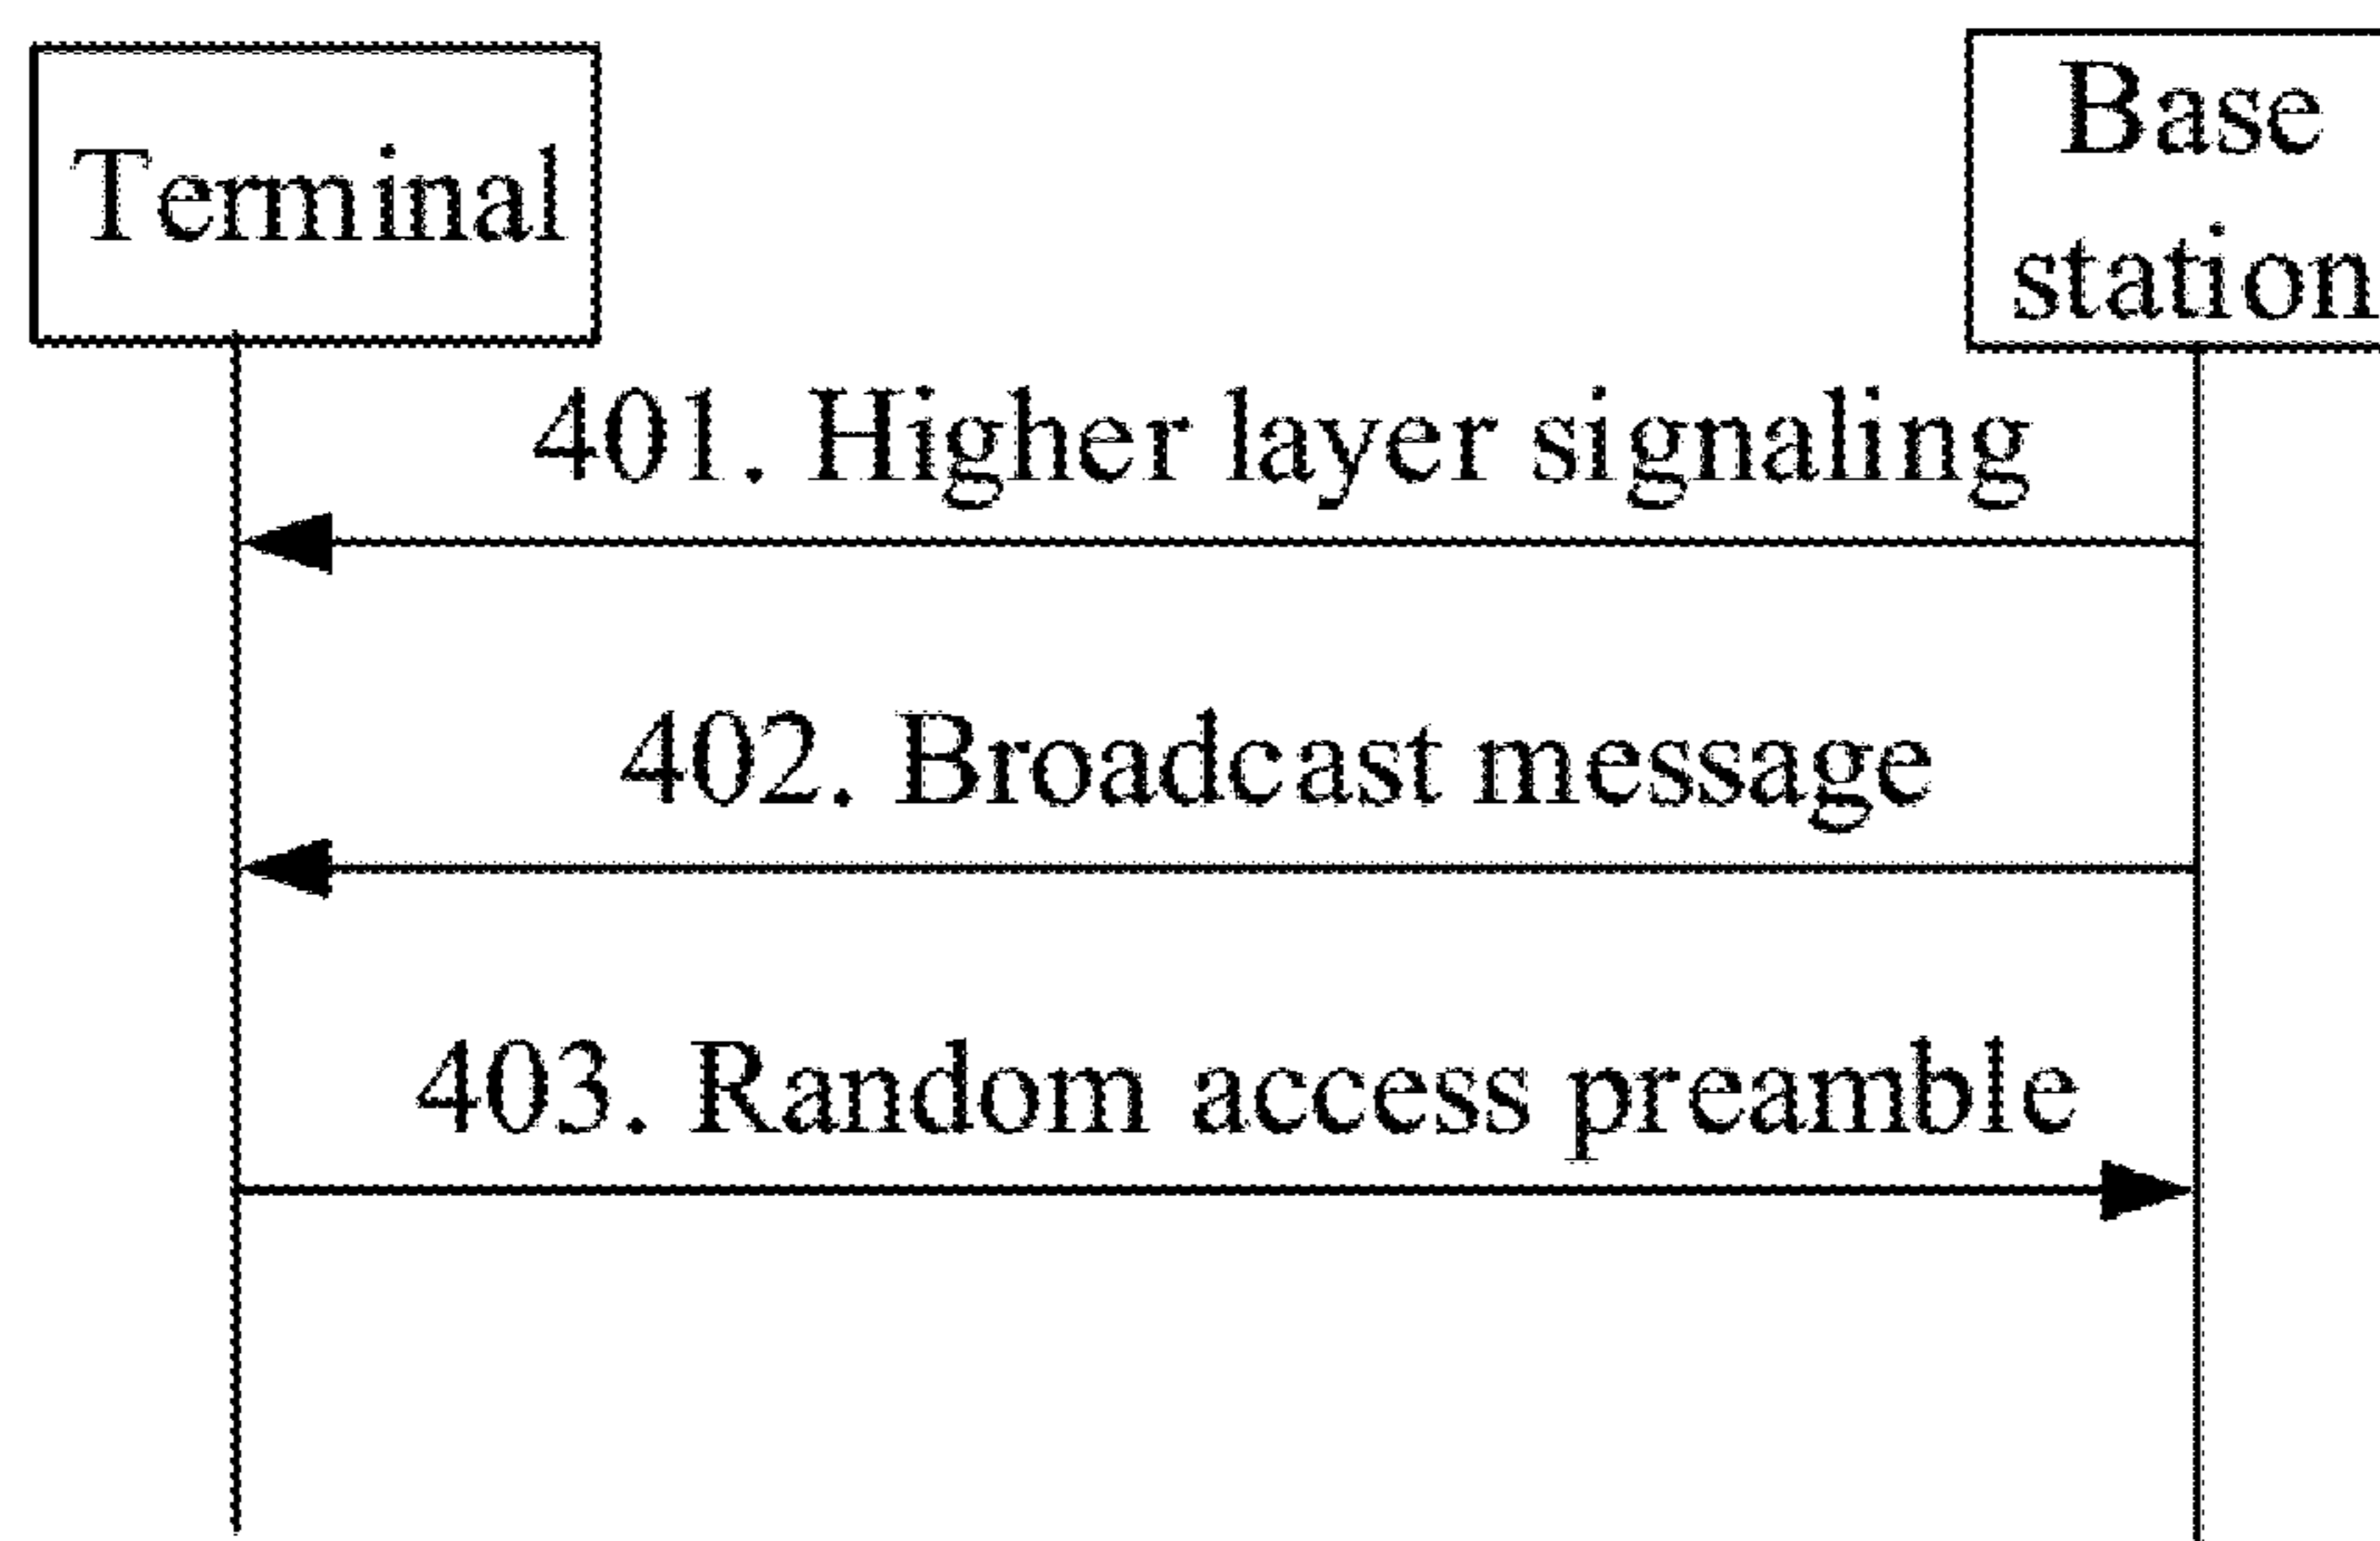 Terminal
Base
station
401. Higher layer signaling
402. Broadcast message
403. Random access preamble